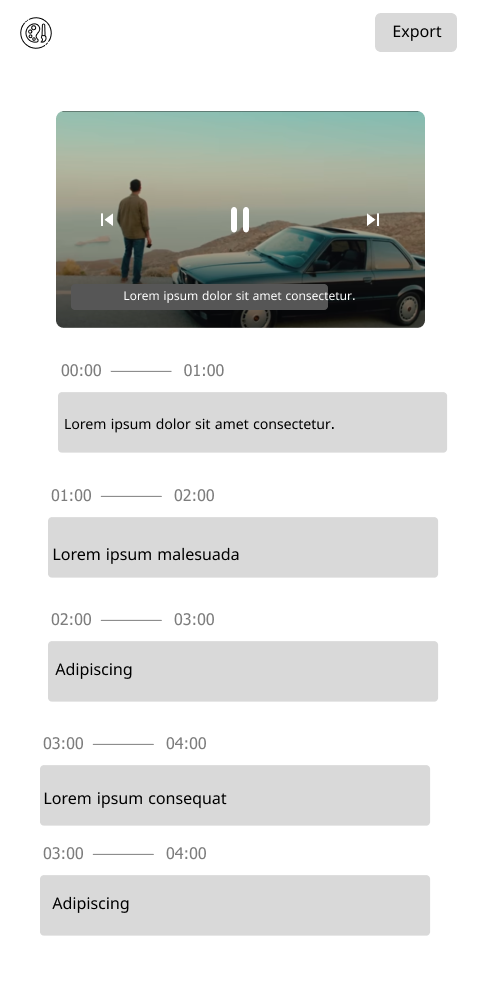 Export
Lorem ipsum dolor sit amet consectetur.
00:00 01:00
Lorem ipsum dolor sit amet consectetur.
01:00 02:00
Lorem ipsum malesuada
02:00 03:00
Adipiscing
03:00 04:00
Lorem ipsum consequat
03:00 04:00
Adipiscing